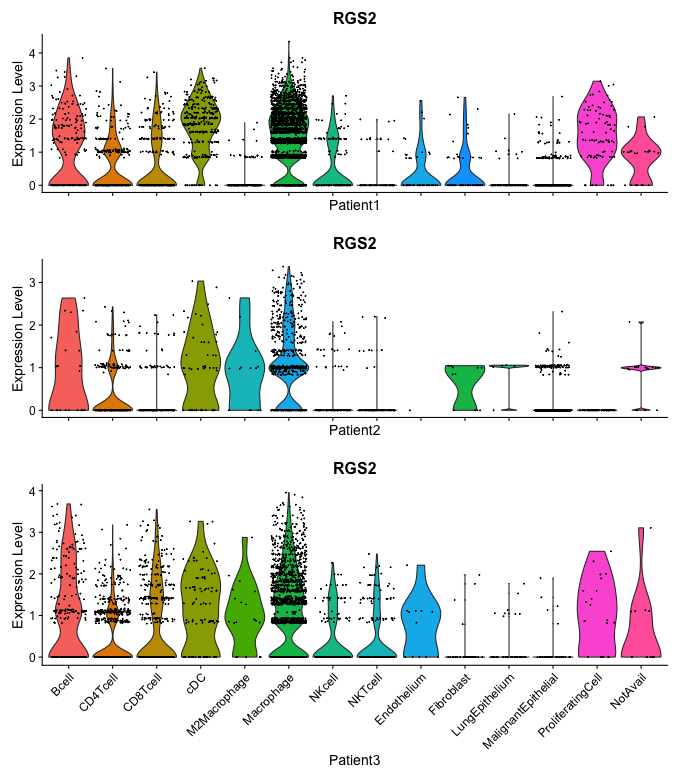 RGS2
Expression Level
4
3
2
1
0
Patient1
RGS2
Expression Level
3
2
1
0
Patient2
RGS2
Expression Level
4
3
2
1
0
Bcell
CD4Tcell
CD8Tcell
cDC
M2Macrophage
Macrophage
NKcell
NKTcell
Endothelium
Fibroblast
LungEpithelium
MalignantEpithelial
ProliferatingCell
NotAvail
Patient3